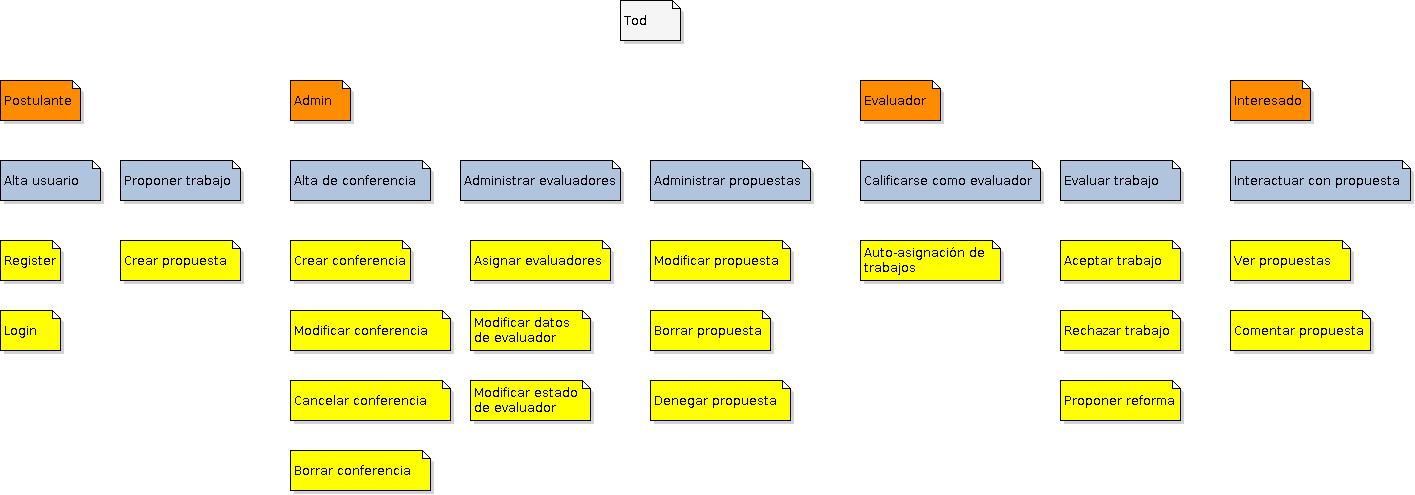 Tod
Postulante
Admin
Evaluador
Interesado
Alta usuario
Proponer trabajo
Alta de conferencia
Administrar evaluadores
Administrar propuestas
Calificarse como evaluador
Evaluar trabajo
Interactuar con propuesta
Register
Crear propuesta
Crear conferencia
Asignar evaluadores
Modificar propuesta
Auto-asignación de
trabajos
Aceptar trabajo
Ver propuestas
Login
Modificar conferencia
Modificar datos
de evaluador
Borrar propuesta
Rechazar trabajo
Comentar propuesta
Cancelar conferencia
Modificar estado
de evaluador
Denegar propuesta
Proponer reforma
Borrar conferencia